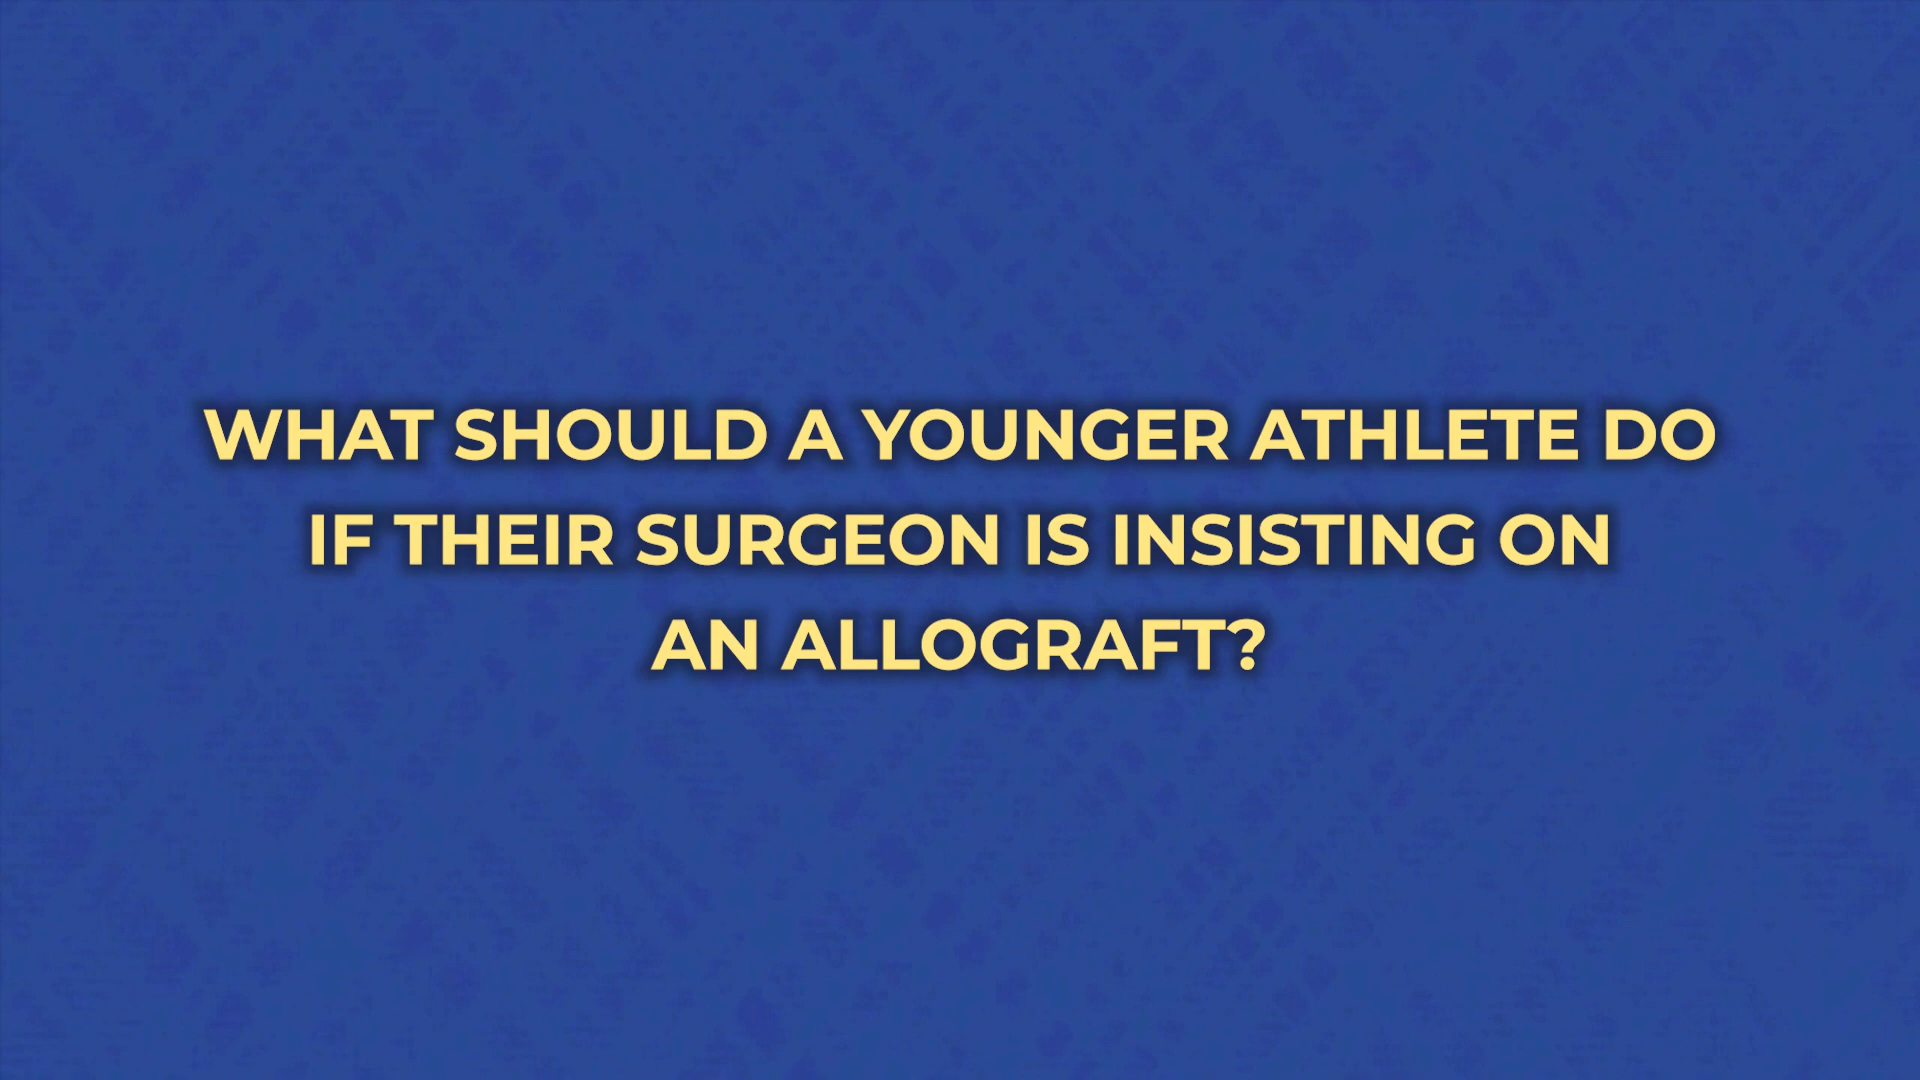 WHAT SHOULD A YOUNGER ATHLETE DO
IF THEIR SURGEON IS INSISTING ON
AN ALLOGRAFT?